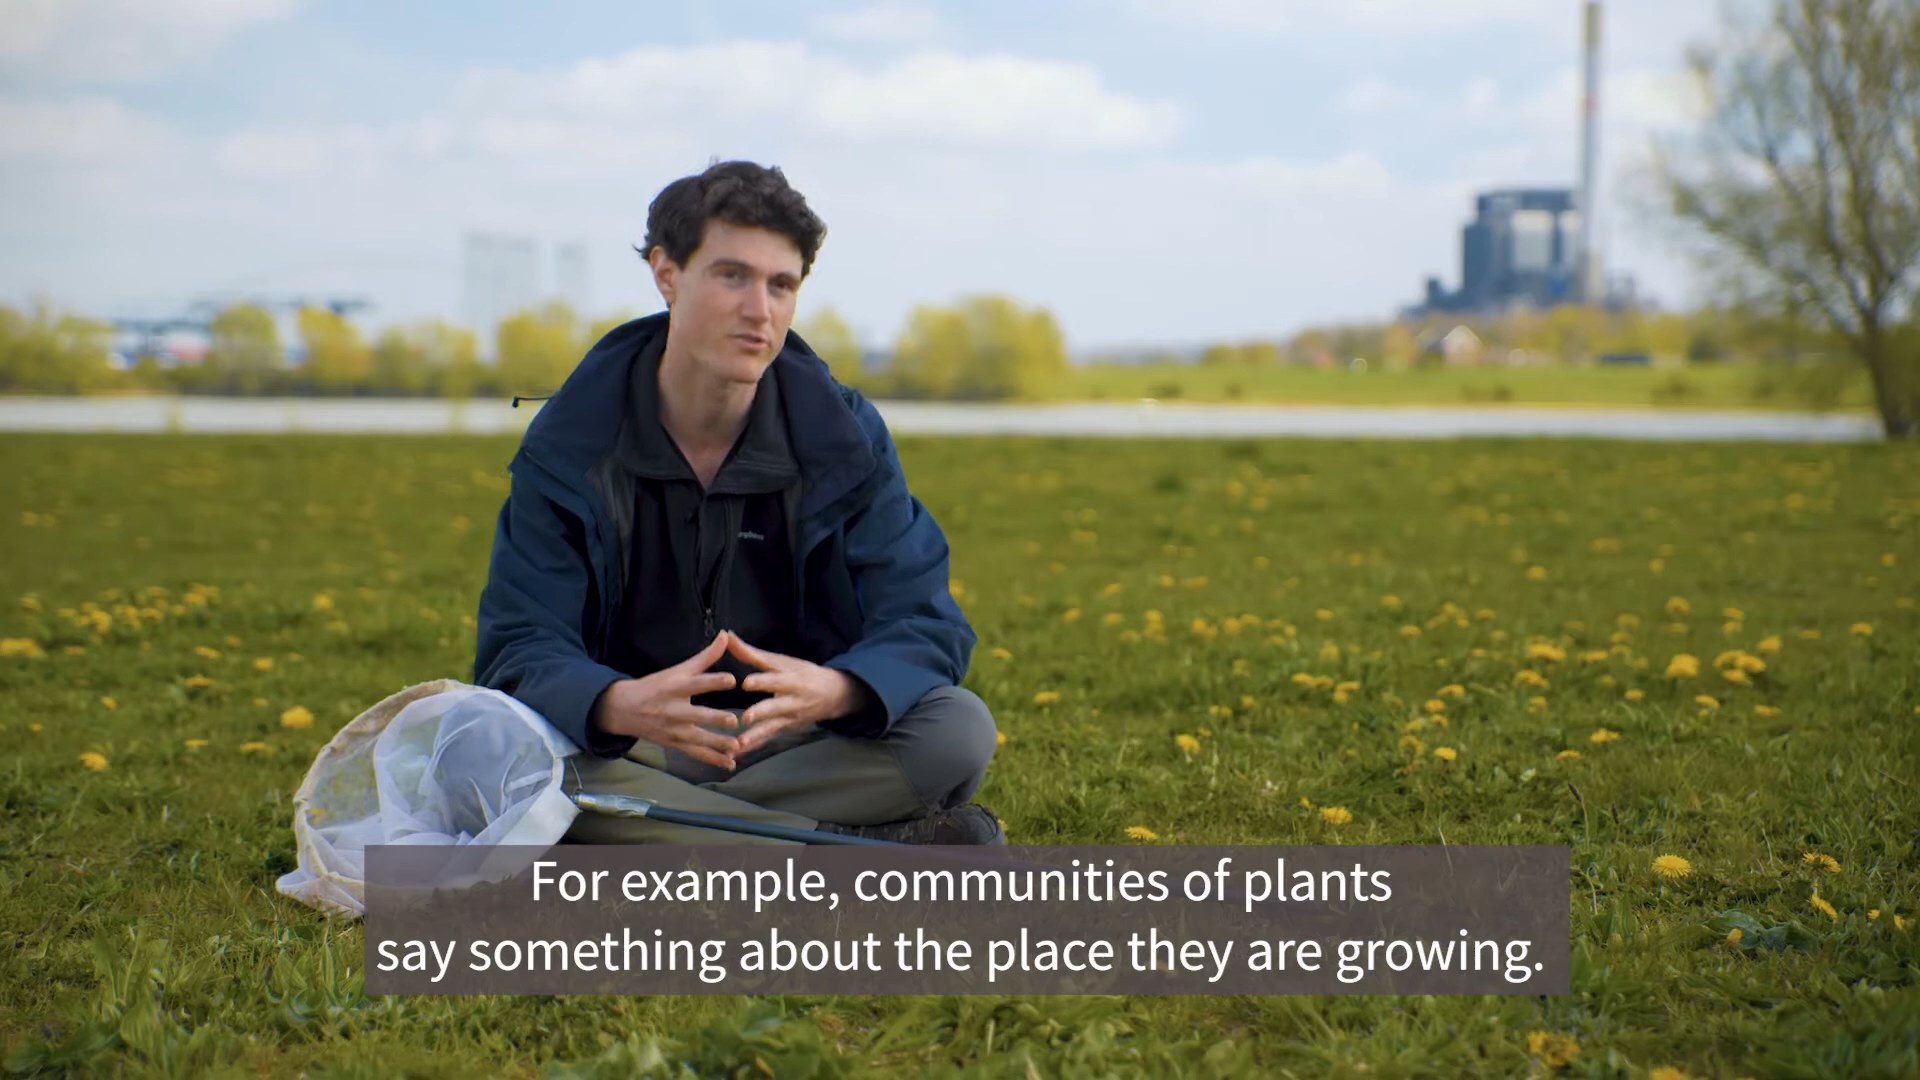 For example, communities of plants
say something about the place they are growing.